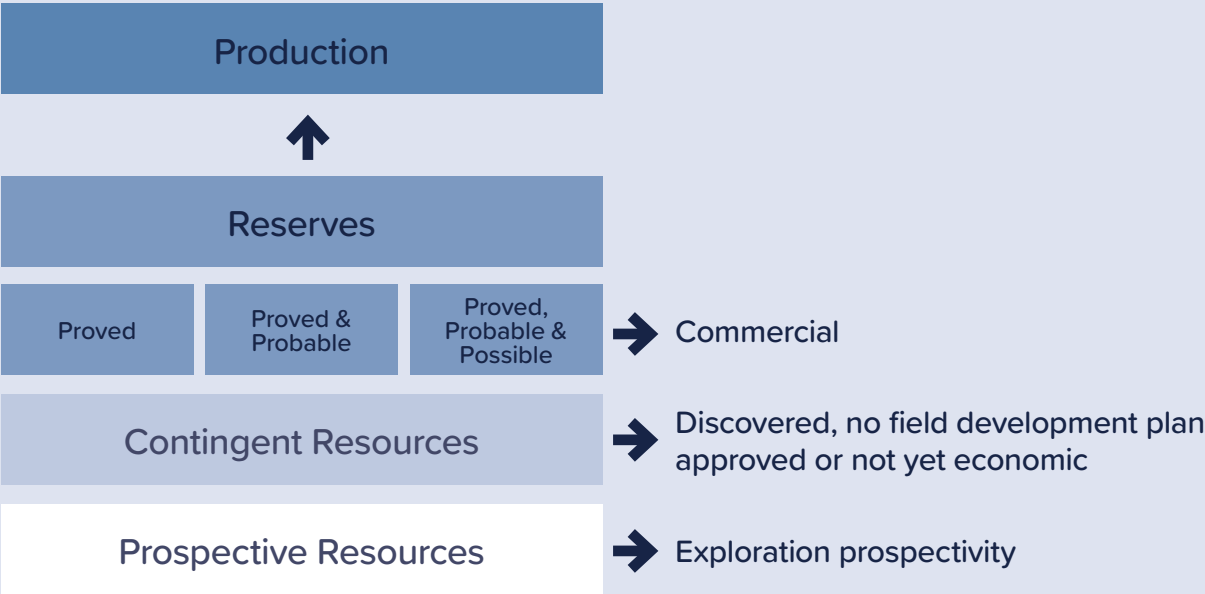 Production
Reserves
Proved
Proved &
Probable
Proved,
Probable &
Possible
Commercial
Contingent Resources
Discovered, no field development plan
approved or not yet economic
Prospective Resources
Exploration prospectivity